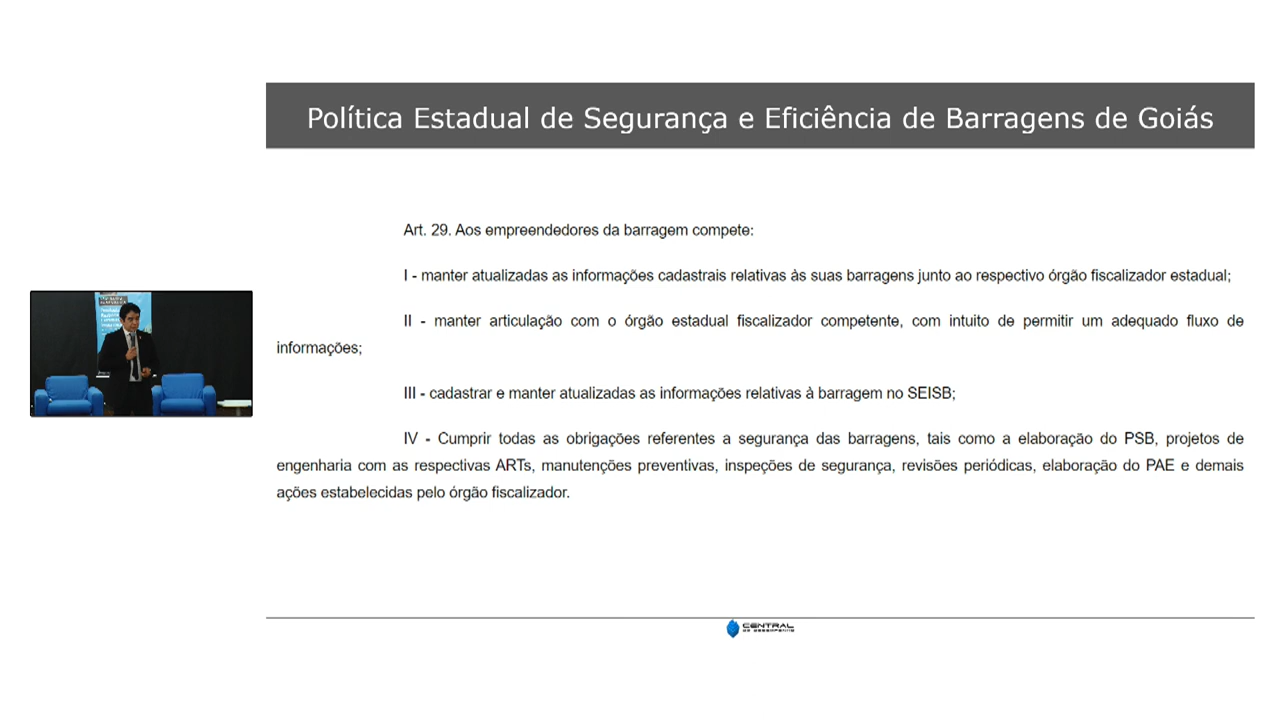 Política Estadual de Segurança e Eficiência de Barragens de Goiás
Art. 29. Aos empreendedores da barragem compete:
I - manter atualizadas as informações cadastrais relativas às suas barragens junto ao respectivo órgão fiscalizador estadual;
II - manter articulação com o órgão estadual fiscalizador competente, com intuito de permitir um adequado fluxo de
informações;
III - cadastrar e manter atualizadas as informações relativas à barragem no SEISB;
IV - Cumprir todas as obrigações referentes a segurança das barragens, tais como a elaboração do PSB, projetos de
engenharia com as respectivas ARTs, manutenções preventivas, inspeções de segurança, revisões periódicas, elaboração do PAE e demais
ações estabelecidas pelo órgão fiscalizador.
CENTRAL
DE DESEMPENHO